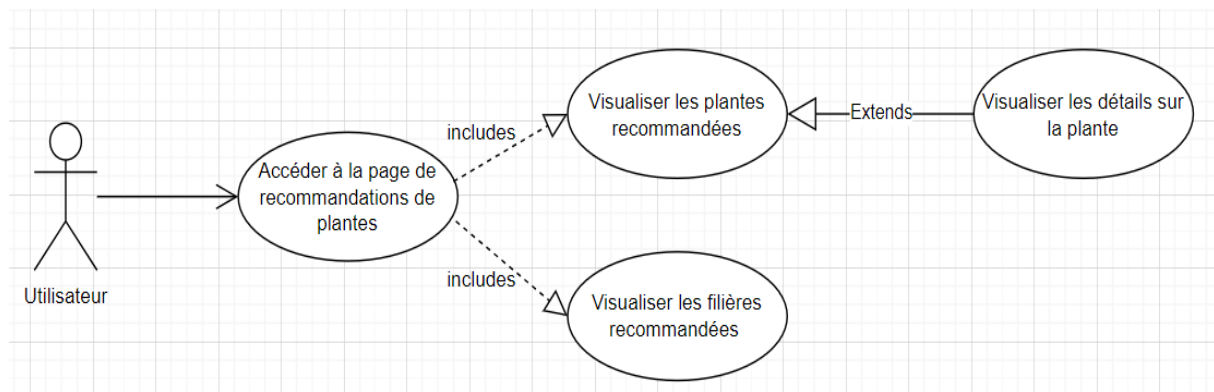 Utilisateur
Accéder à la page de
recommandations de
plantes
includes
includes
Visualiser les plantes
recommandées
Extends
Visualiser les détails sur
la plante
Visualiser les filières
recommandées